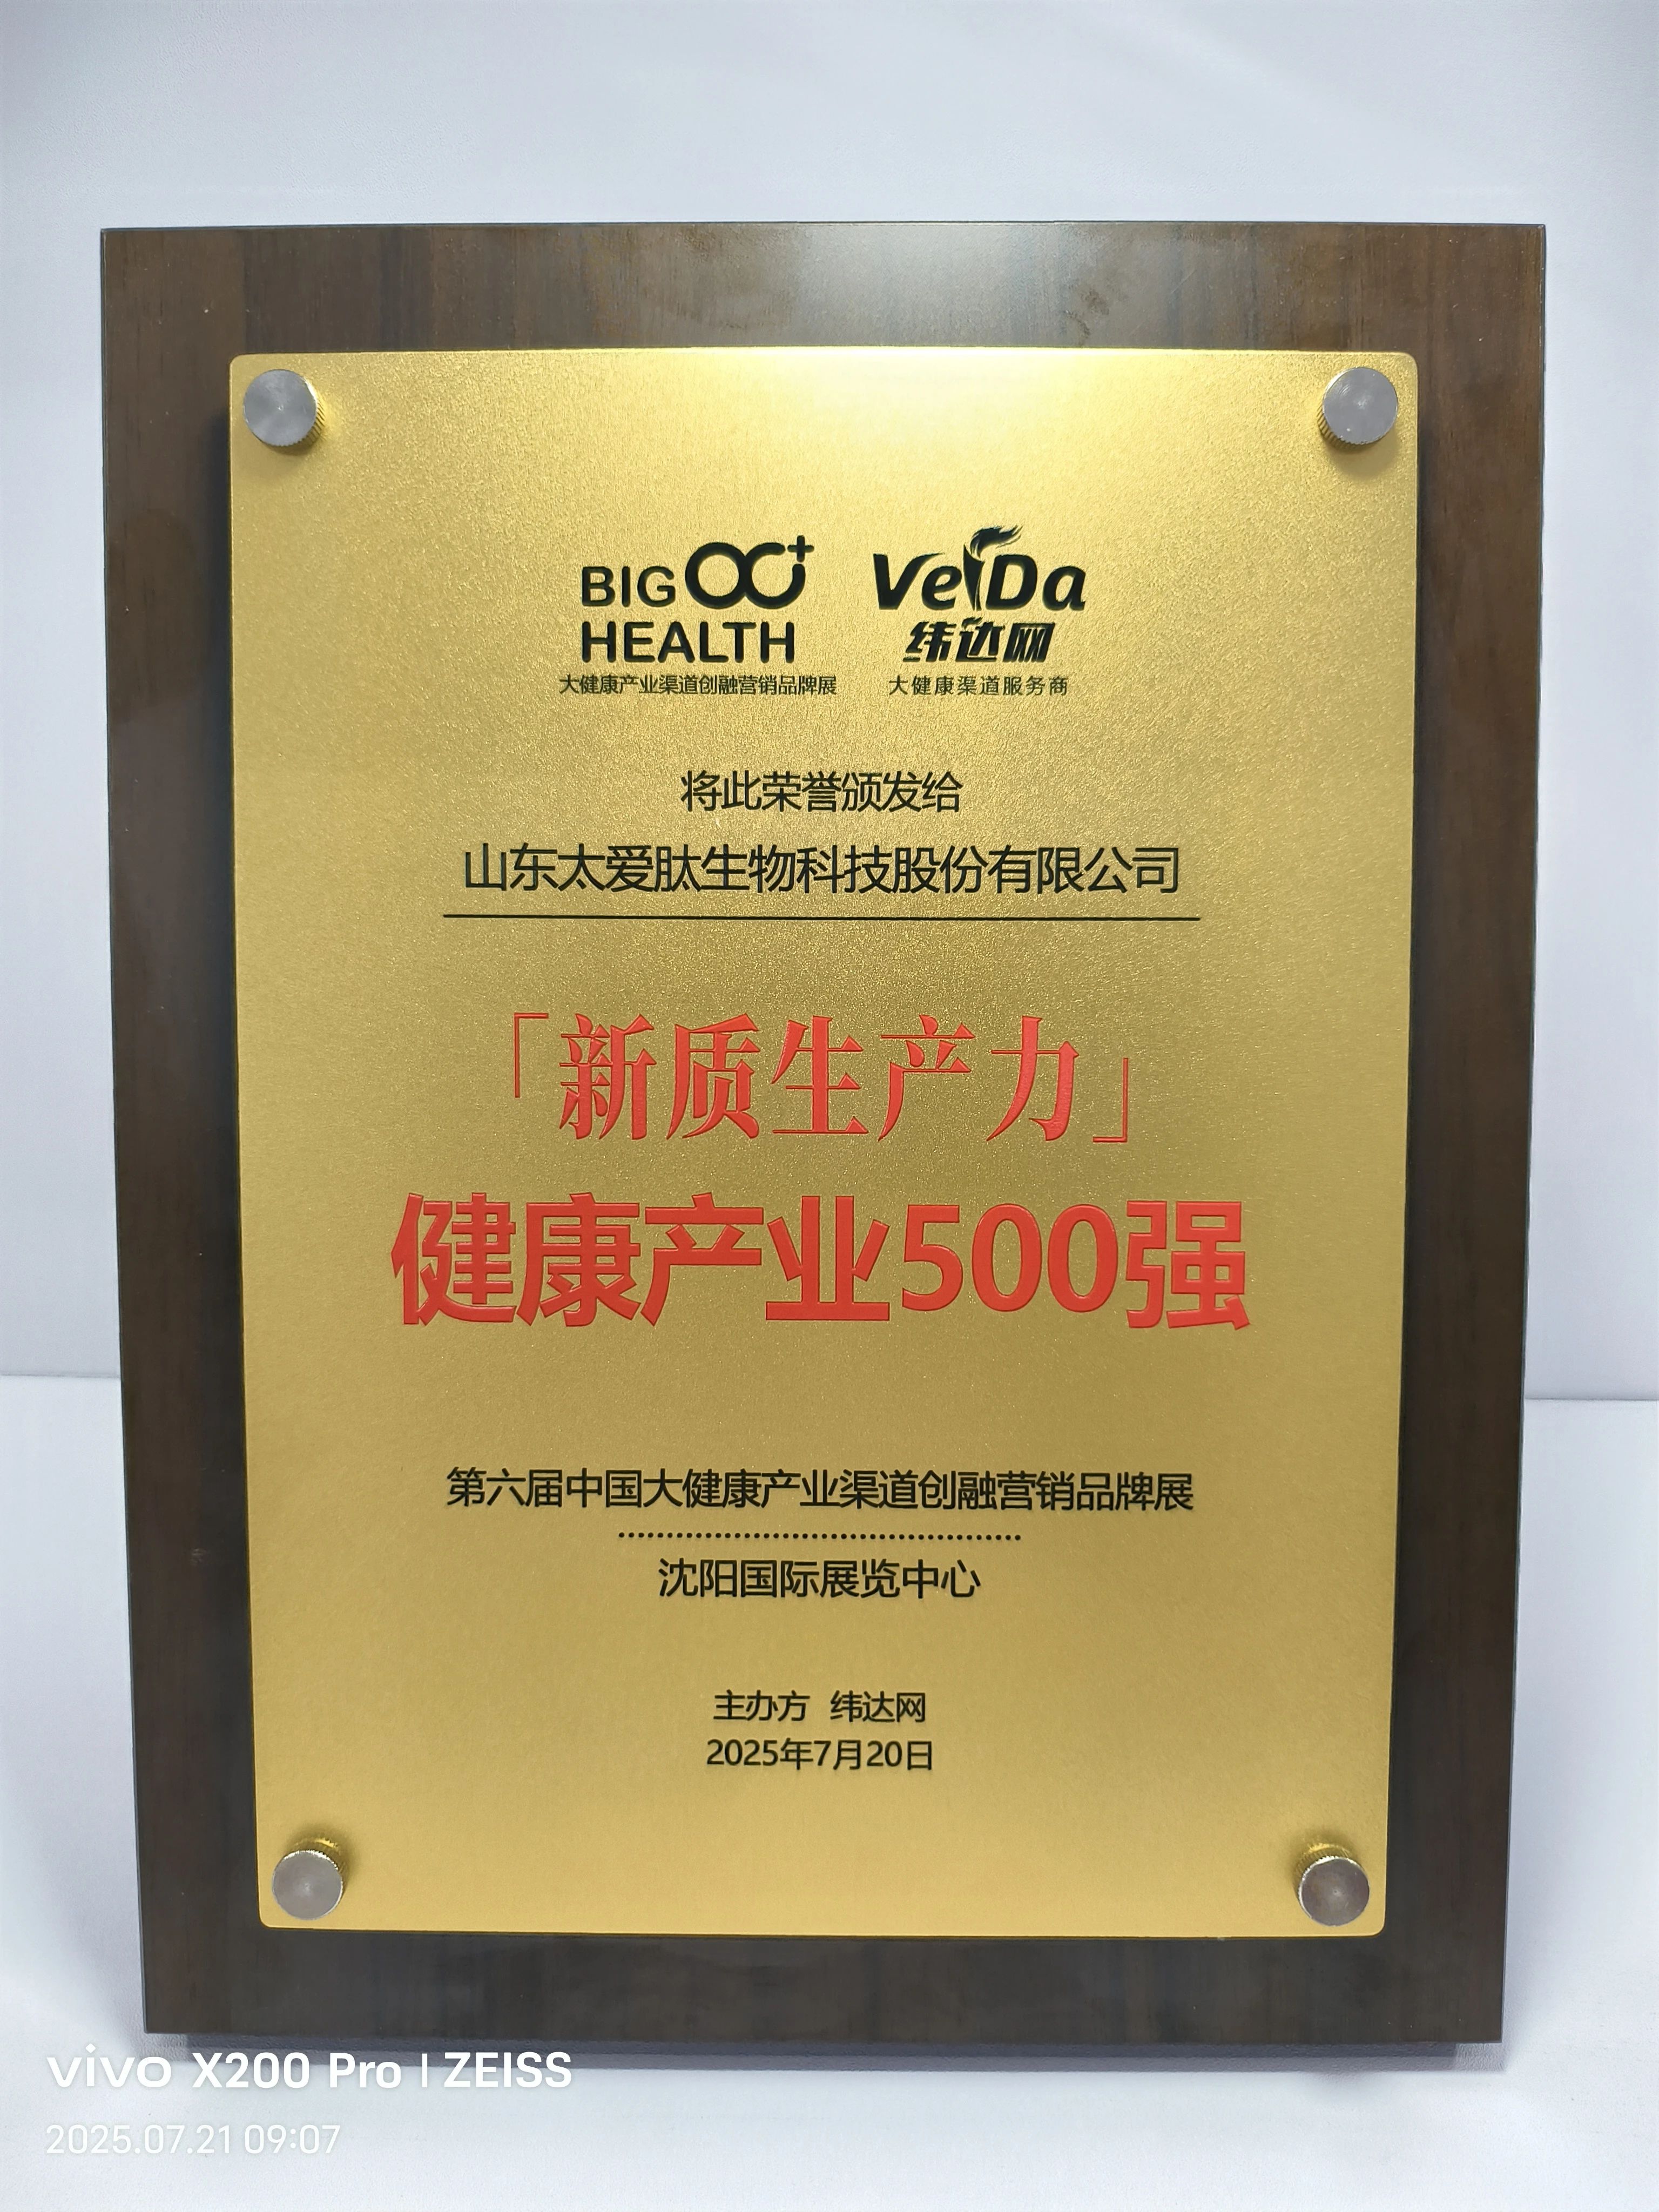 BIG HEALTH
大健康产业渠道创融营销品牌展
VeiDa
纬达网
大健康渠道服务商
将此荣誉颁发给
山东太爱肽生物科技股份有限公司
「新质生产力」
健康产业500强
第六届中国大健康产业渠道创融营销品牌展
沈阳国际展览中心
主办方 纬达网
2025年7月20日
vivo X200 Pro | ZEISS
2025.07.21 09:07